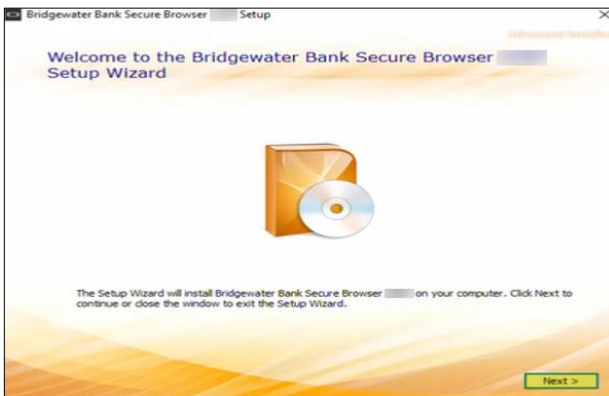 Bridgewater Bank Secure Browser Setup
Advanced Installer
Welcome to the Bridgewater Bank Secure Browser
Setup Wizard
The Setup Wizard will install Bridgewater Bank Secure Browser on your computer. Click Next to
continue or close the window to exit the Setup Wizard.
Next >